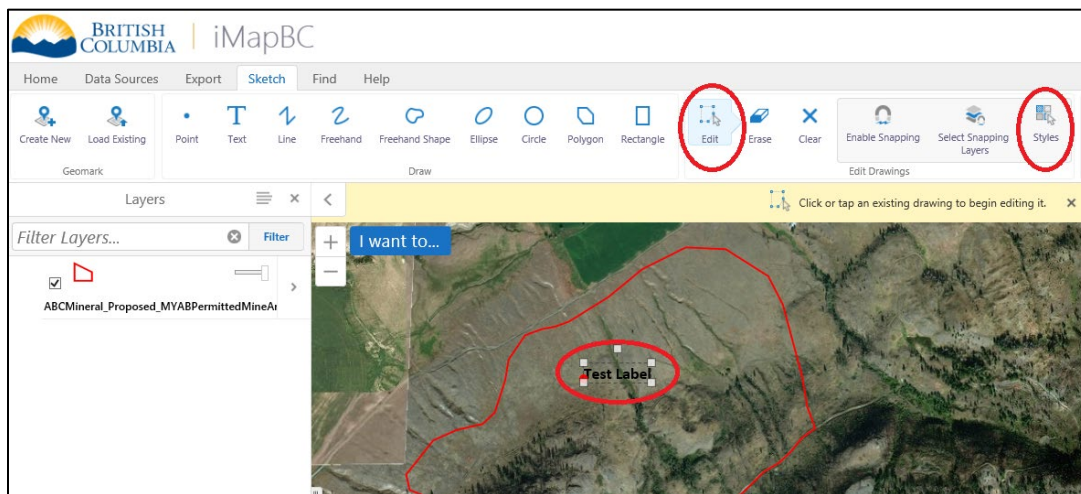 BRITISH
COLUMBIA
iMapBC
Home Data Sources Export Sketch Find Help
Create New Load Existing Point Text Line Freehand Freehand Shape Ellipse Circle Polygon Rectangle Edit Erase Clear Enable Snapping Select Snapping Styles
Layers
Geomark Draw Edit Drawings
Layers Click or tap an existing drawing to begin editing it.
Filter Layers... Filter I want to...
ABCMineral_Proposed_MYABPermittedMineAr
Test Label